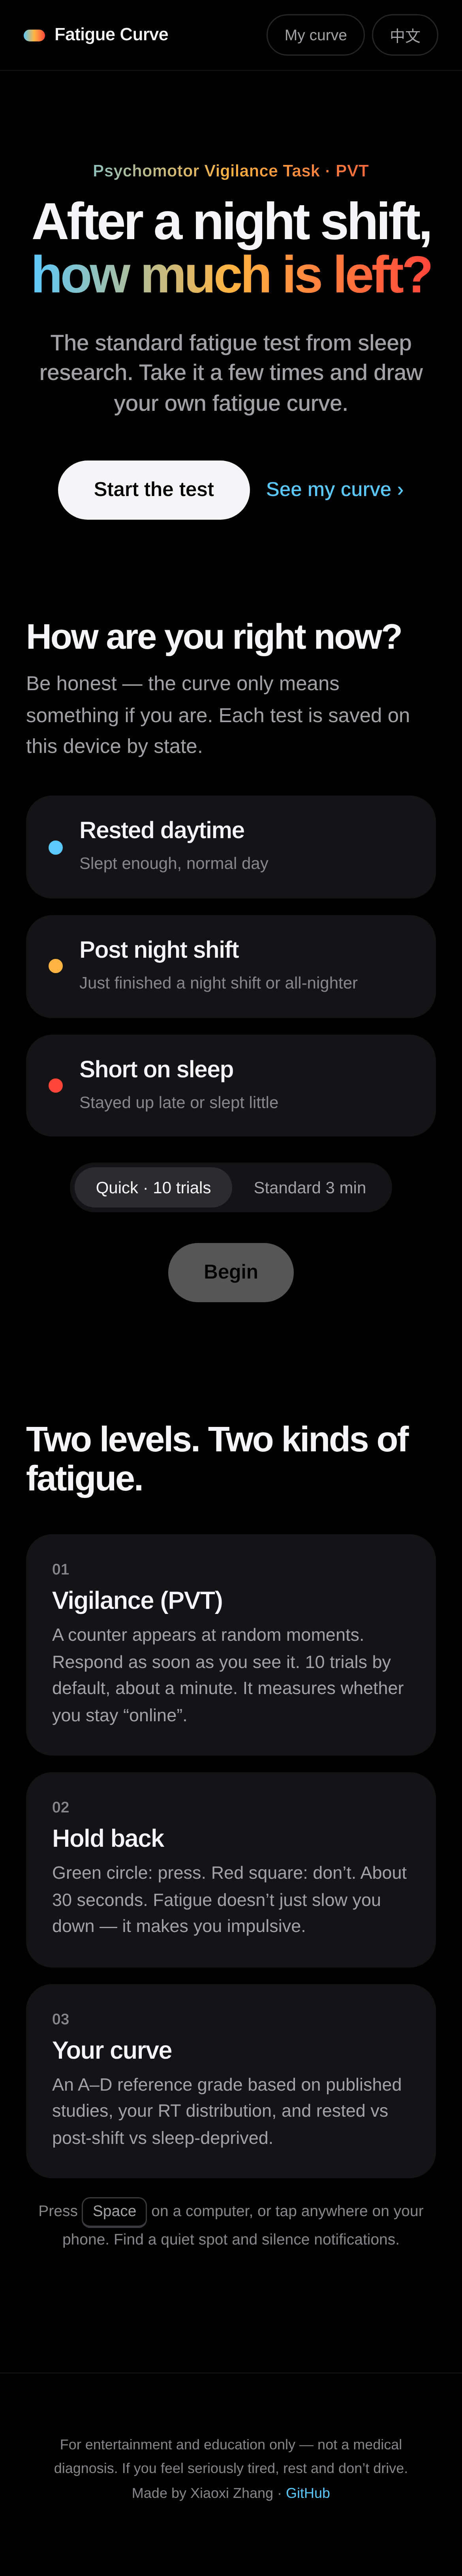 Fatigue Curve
My curve
中文
Psychomotor Vigilance Task · PVT
After a night shift,
how much is left?
The standard fatigue test from sleep
research. Take it a few times and draw
your own fatigue curve.
Start the test
See my curve ›
How are you right now?
Be honest — the curve only means
something if you are. Each test is saved on
this device by state.
Rested daytime
Slept enough, normal day
Post night shift
Just finished a night shift or all-nighter
Short on sleep
Stayed up late or slept little
Quick · 10 trials
Standard 3 min
Begin
Two levels. Two kinds of
fatigue.
01
Vigilance (PVT)
A counter appears at random moments.
Respond as soon as you see it. 10 trials by
default, about a minute. It measures whether
you stay “online”.
02
Hold back
Green circle: press. Red square: don’t. About
30 seconds. Fatigue doesn’t just slow you
down — it makes you impulsive.
03
Your curve
An A–D reference grade based on published
studies, your RT distribution, and rested vs
post-shift vs sleep-deprived.
Press Space on a computer, or tap anywhere on your
phone. Find a quiet spot and silence notifications.
For entertainment and education only — not a medical
diagnosis. If you feel seriously tired, rest and don’t drive.
Made by Xiaoxi Zhang · GitHub